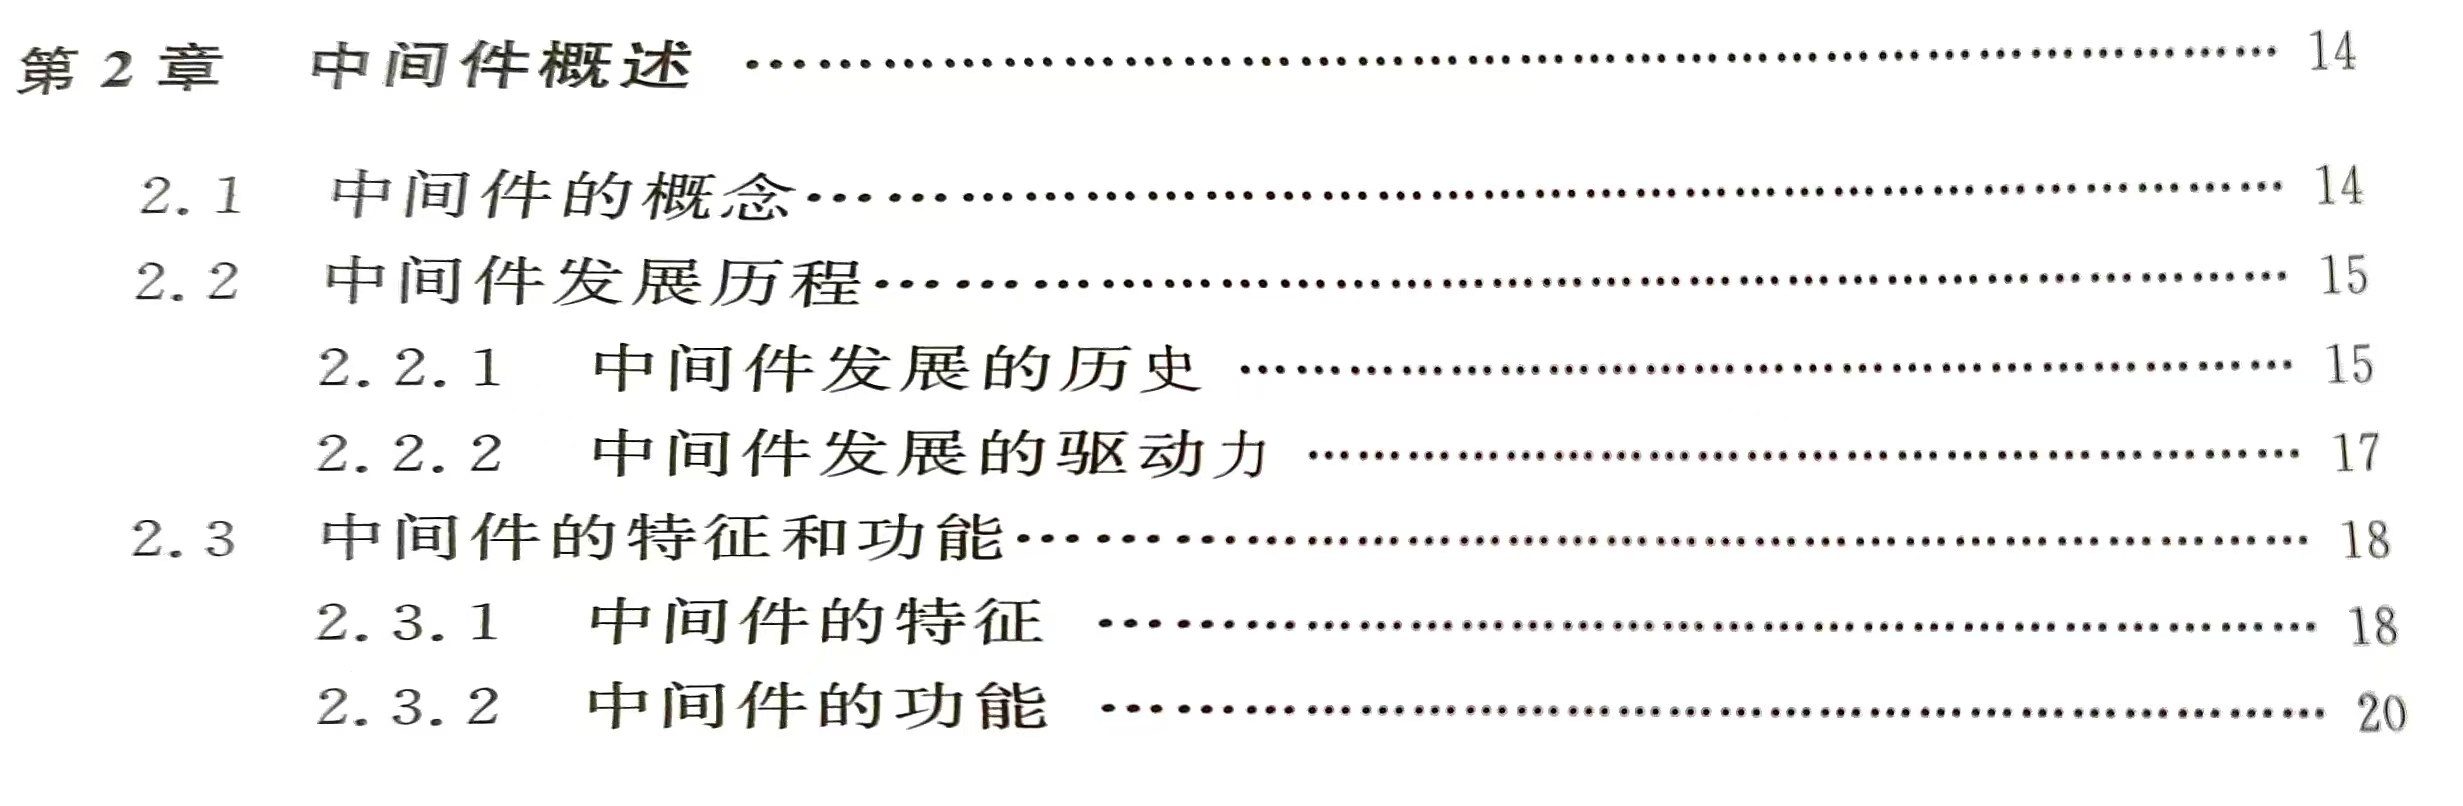 第 2 章 中间件概述 …………………………………………………… 14
2.1 中间件的概念…………………………………………………… 14
2.2 中间件发展历程………………………………………………… 15
2.2.1 中间件发展的历史 …………………………………… 15
2.2.2 中间件发展的驱动力 ………………………………… 17
2.3 中间件的特征和功能…………………………………………… 18
2.3.1 中间件的特征 ………………………………………… 18
2.3.2 中间件的功能 ………………………………………… 20